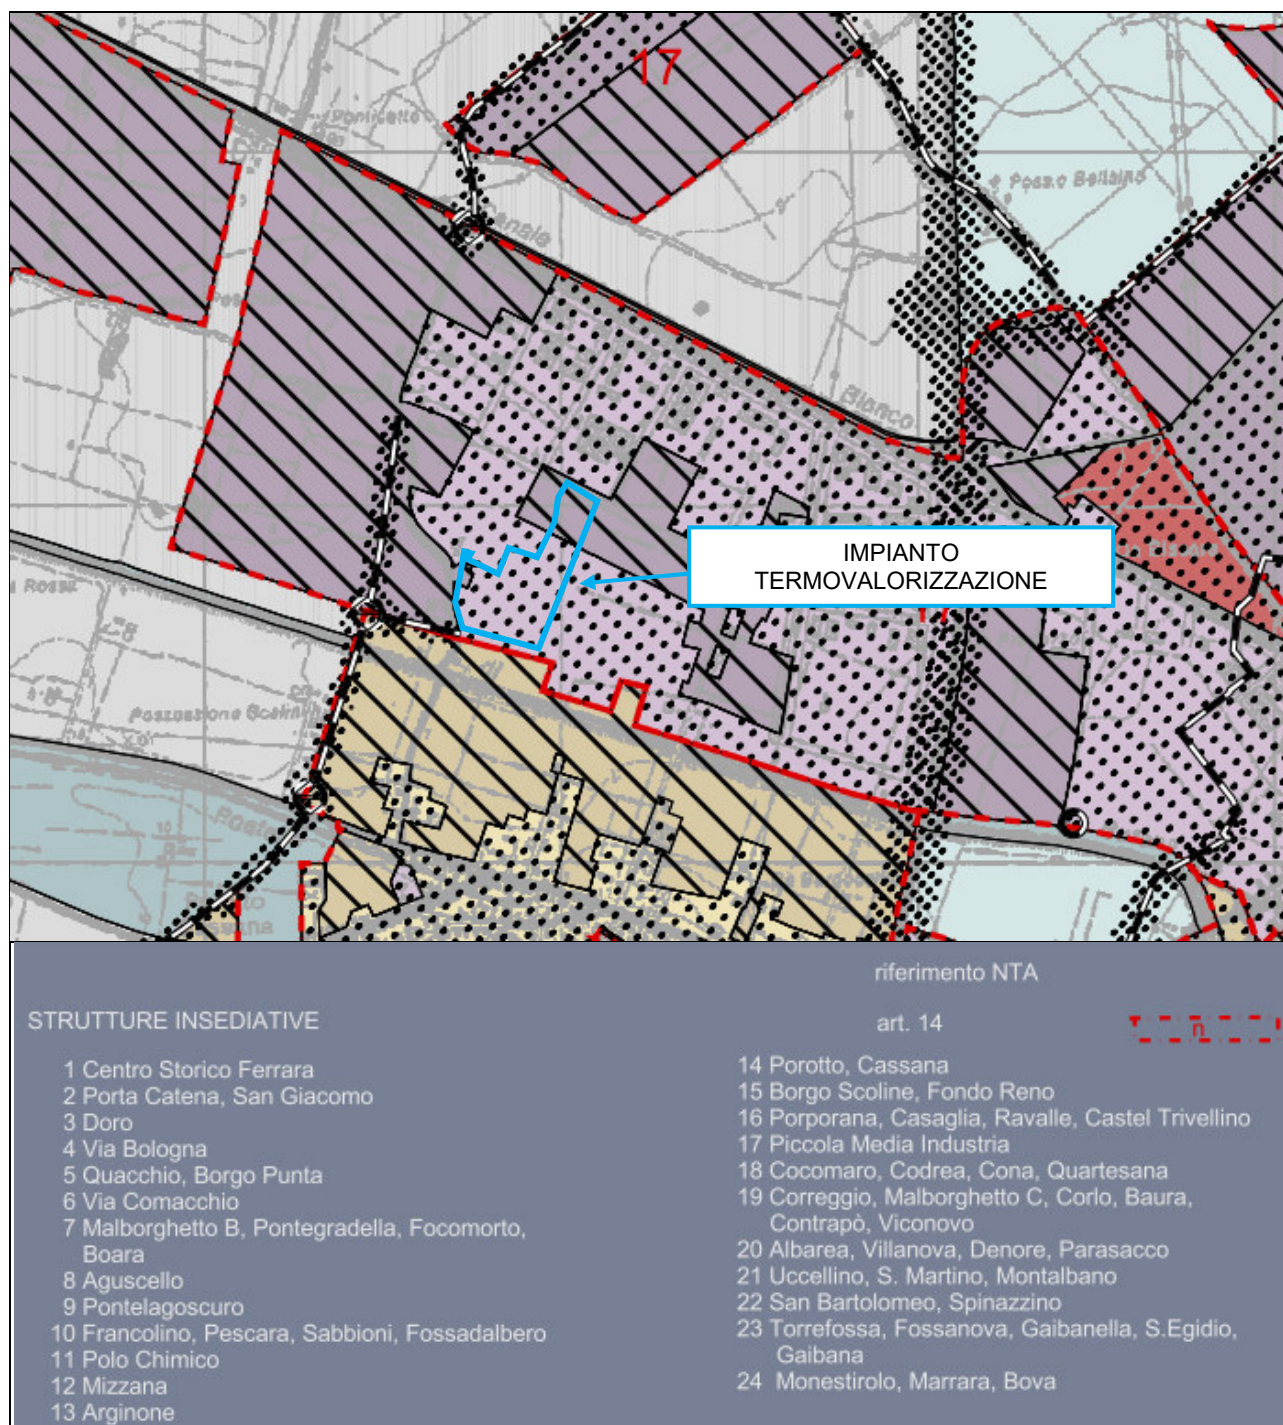 17
Ponticello
Canale
Pozzo Bellaino
Bianco
IMPIANTO
TERMOVALORIZZAZIONE
17
Rossa
riferimento NTA
STRUTTURE INSEDIATIVE
art. 14
n
1 Centro Storico Ferrara
2 Porta Catena, San Giacomo
3 Doro
4 Via Bologna
5 Quacchio, Borgo Punta
6 Via Comacchio
7 Malborghetto B, Pontegradella, Focomorto,
Boara
8 Aguscello
9 Pontelagoscuro
10 Francolino, Pescara, Sabbioni, Fossadalbero
11 Polo Chimico
12 Mizzana
13 Arginone
14 Porotto, Cassana
15 Borgo Scoline, Fondo Reno
16 Porporana, Casaglia, Ravalle, Castel Trivellino
17 Piccola Media Industria
18 Cocomaro, Codrea, Cona, Quartesana
19 Correggio, Malborghetto C, Corlo, Baura,
Contrapò, Viconovo
20 Albarea, Villanova, Denore, Parasacco
21 Uccellino, S. Martino, Montalbano
22 San Bartolomeo, Spinazzino
23 Torrefossa, Fossanova, Gaibanella, S.Egidio,
Gaibana
24 Monestirolo, Marrara, Bova